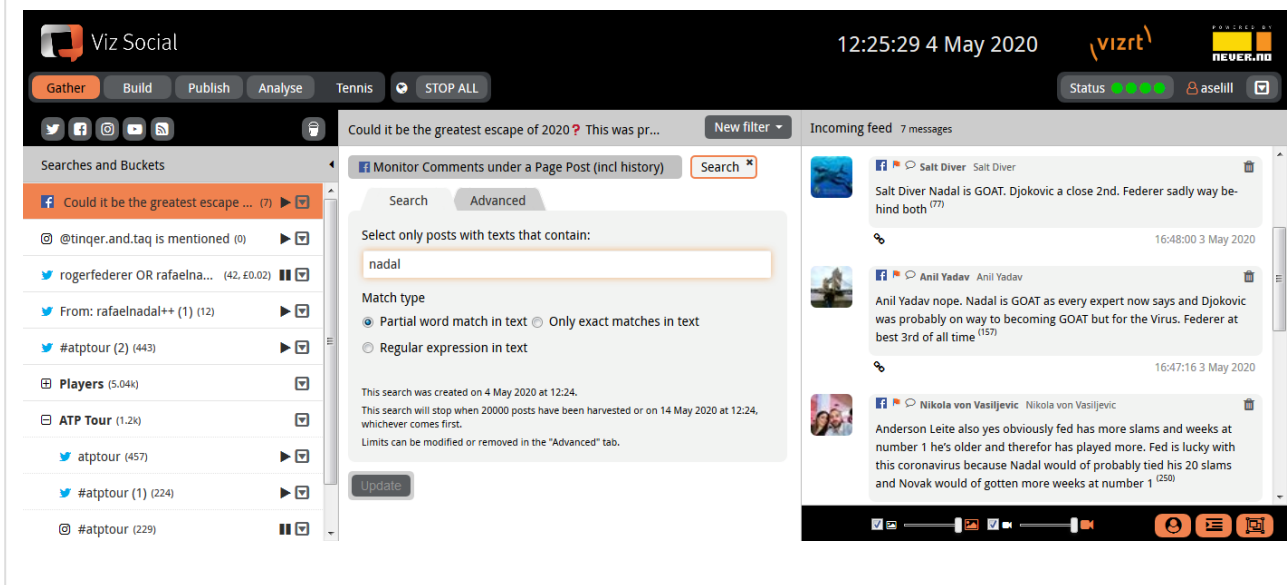 Viz Social
12:25:29 4 May 2020
vizrt
POWERED BY
never.no
Gather Build Publish Analyse Tennis STOP ALL
Status aselill
Searches and Buckets
Could it be the greatest escape ... (7)
@tinqer.and.taq is mentioned (0)
rogerfederer OR rafaelna... (42, £0.02)
From: rafaelnadal++ (1) (12)
#atptour (2) (443)
Players (5.04k)
ATP Tour (1.2k)
atptour (457)
#atptour (1) (224)
#atptour (229)
Could it be the greatest escape of 2020❓ This was pr...
New filter
Monitor Comments under a Page Post (incl history)
Search ×
Search Advanced
Select only posts with texts that contain:
nadal
Match type
Partial word match in text Only exact matches in text
Regular expression in text
This search was created on 4 May 2020 at 12:24.
This search will stop when 20000 posts have been harvested or on 14 May 2020 at 12:24,
whichever comes first.
Limits can be modified or removed in the "Advanced" tab.
Update
Incoming feed 7 messages
Salt Diver Salt Diver
Salt Diver Nadal is GOAT. Djokovic a close 2nd. Federer sadly way be-
hind both (77)
16:48:00 3 May 2020
Anil Yadav Anil Yadav
Anil Yadav nope. Nadal is GOAT as every expert now says and Djokovic
was probably on way to becoming GOAT but for the Virus. Federer at
best 3rd of all time (157)
16:47:16 3 May 2020
Nikola von Vasiljevic Nikola von Vasiljevic
Anderson Leite also yes obviously fed has more slams and weeks at
number 1 he's older and therefor has played more. Fed is lucky with
this coronavirus because Nadal would of probably tied his 20 slams
and Novak would of gotten more weeks at number 1 (250)